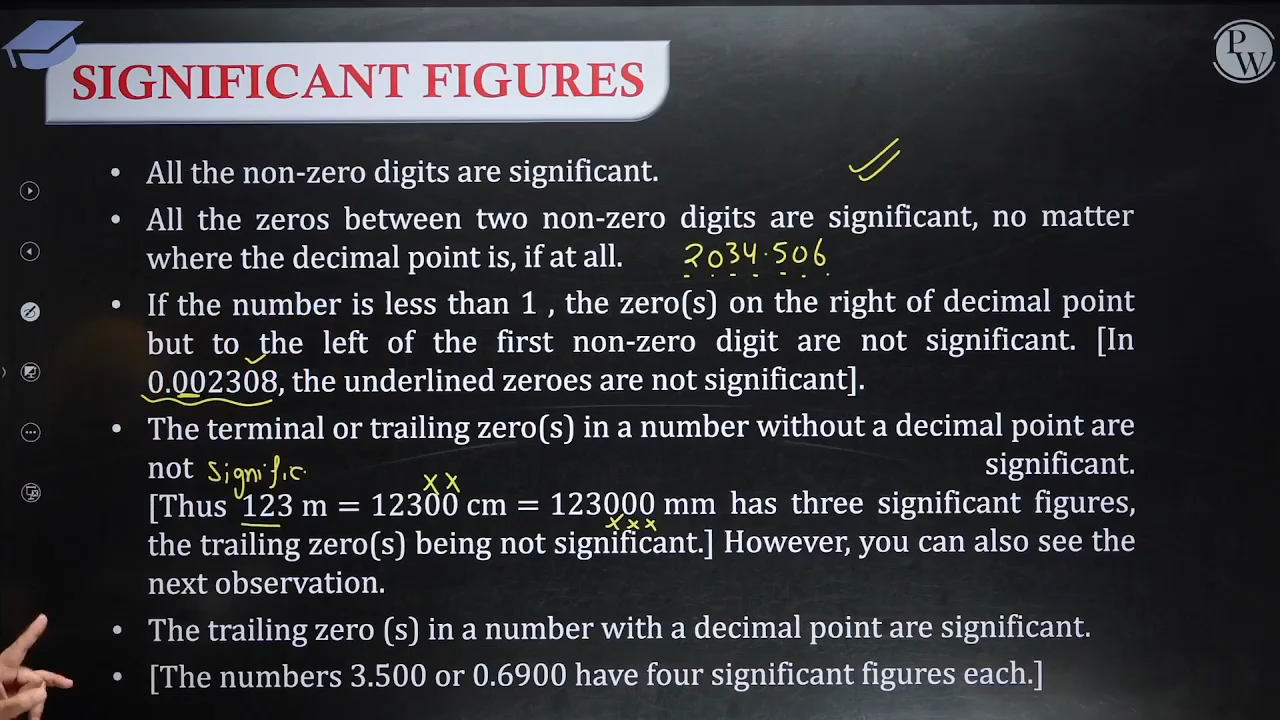 PW
SIGNIFICANT FIGURES
• All the non-zero digits are significant.
• All the zeros between two non-zero digits are significant, no matter
where the decimal point is, if at all. 2034.506
• If the number is less than 1 , the zero(s) on the right of decimal point
but to the left of the first non-zero digit are not significant. [In
0.002308, the underlined zeroes are not significant].
• The terminal or trailing zero(s) in a number without a decimal point are
not signific. significant.
x x
[Thus 123 m = 12300 cm = 123000 mm has three significant figures,
x x x
the trailing zero(s) being not significant.] However, you can also see the
next observation.
• The trailing zero (s) in a number with a decimal point are significant.
• [The numbers 3.500 or 0.6900 have four significant figures each.]